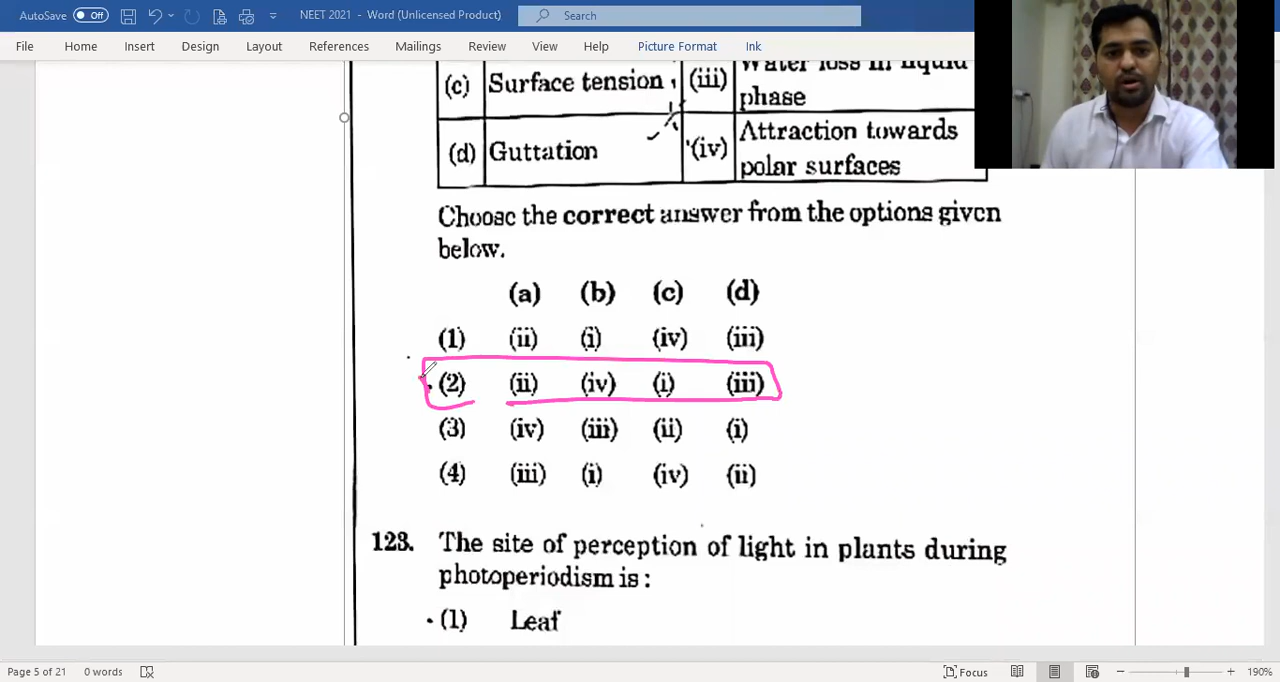 AutoSave Off NEET 2021 - Word (Unlicensed Product) Search
File Home Insert Design Layout References Mailings Review View Help Picture Format Ink
(c) Surface tension (iii) Water loss in liquid
phase
(d) Guttation (iv) Attraction towards
polar surfaces
Choose the correct answer from the options given
below.
(a) (b) (c) (d)
(1) (ii) (i) (iv) (iii)
(2) (ii) (iv) (i) (iii)
(3) (iv) (iii) (ii) (i)
(4) (iii) (i) (iv) (ii)
123. The site of perception of light in plants during
photoperiodism is :
(1) Leaf
Page 5 of 21 0 words Focus 190%